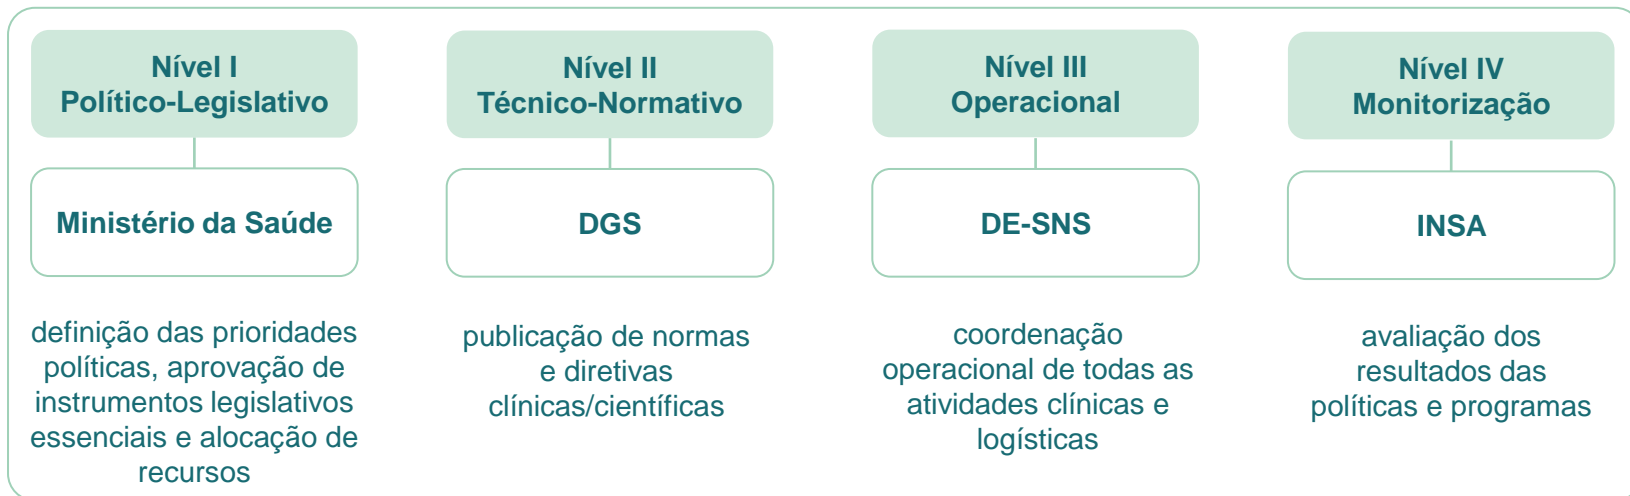 Nível I
Político-Legislativo
Ministério da Saúde
definição das prioridades
políticas, aprovação de
instrumentos legislativos
essenciais e alocação de
recursos
Nível II
Técnico-Normativo
DGS
publicação de normas
e diretivas
clínicas/científicas
Nível III
Operacional
DE-SNS
coordenação
operacional de todas as
atividades clínicas e
logísticas
Nível IV
Monitorização
INSA
avaliação dos
resultados das
políticas e programas